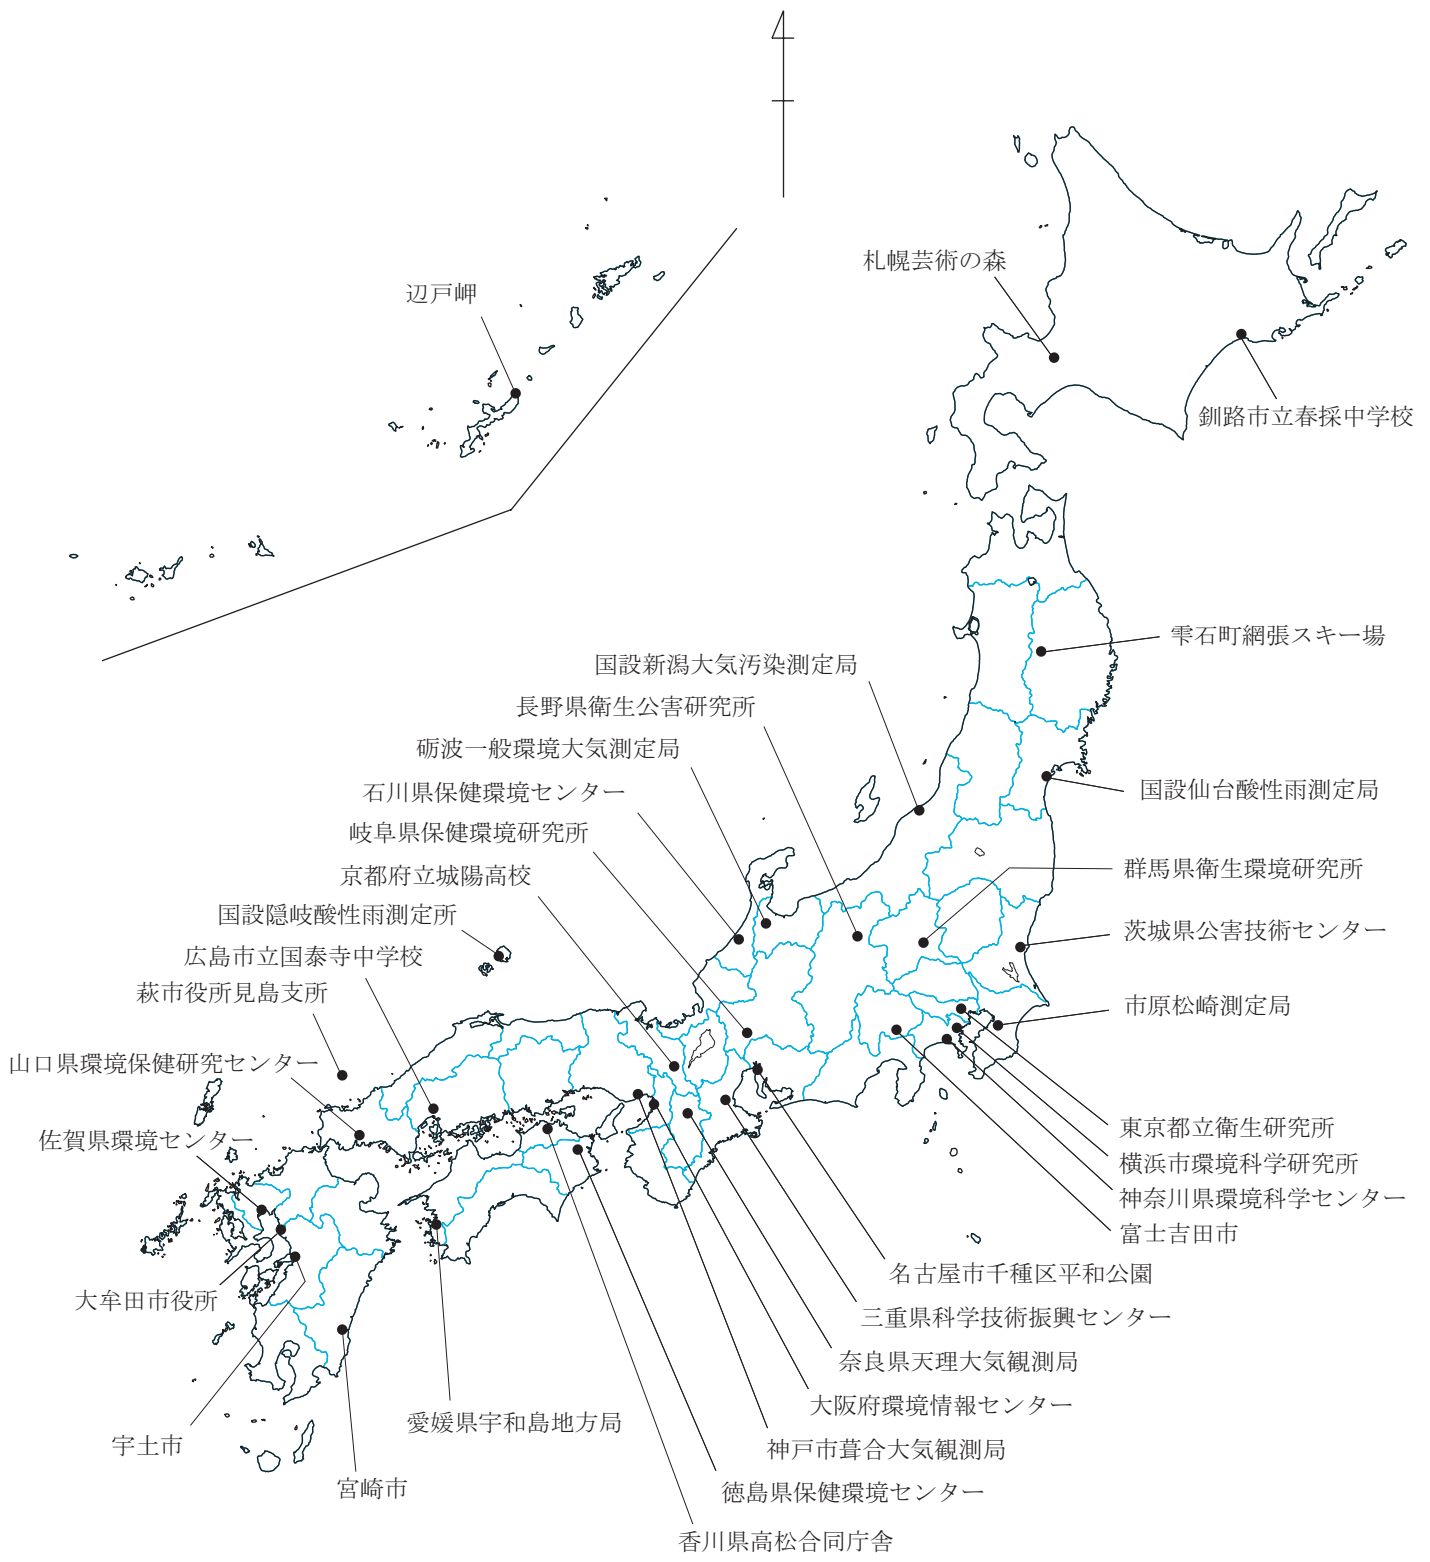 札幌芸術の森
辺戸岬
釧路市立春採中学校
雫石町網張スキー場
国設新潟大気汚染測定局
長野県衛生公害研究所
砺波一般環境大気測定局
国設仙台酸性雨測定局
石川県保健環境センター
岐阜県保健環境研究所
群馬県衛生環境研究所
京都府立城陽高校
国設隠岐酸性雨測定所
茨城県公害技術センター
広島市立国泰寺中学校
萩市役所見島支所
市原松崎測定局
山口県環境保健研究センター
東京都立衛生研究所
佐賀県環境センター
横浜市環境科学研究所
神奈川県環境科学センター
富士吉田市
名古屋市千種区平和公園
大牟田市役所
三重県科学技術振興センター
奈良県天理大気観測局
大阪府環境情報センター
愛媛県宇和島地方局
宇土市
神戸市葺合大気観測局
宮崎市
徳島県保健環境センター
香川県高松合同庁舎